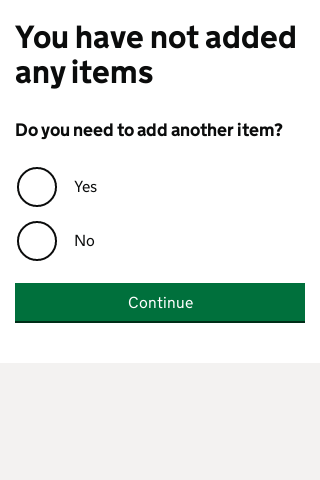 You have not added
any items
Do you need to add another item?
Yes
No
Continue